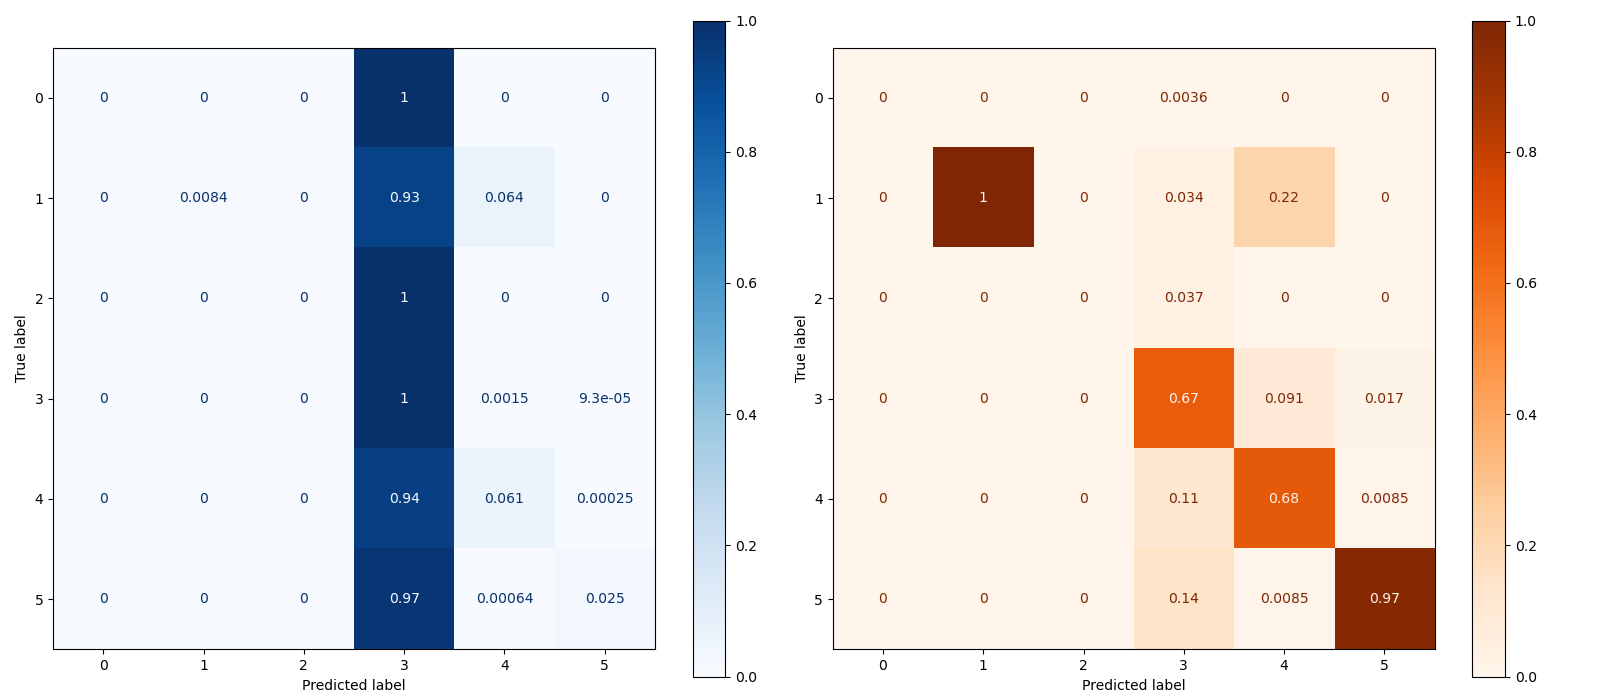 0 0 0 0 1 0 0
1 0 0.0084 0 0.93 0.064 0
2 0 0 0 1 0 0
3 0 0 0 1 0.0015 9.3e-05
4 0 0 0 0.94 0.061 0.00025
5 0 0 0 0.97 0.00064 0.025
0 1 2 3 4 5
True label
Predicted label
1.0
0.8
0.6
0.4
0.2
0.0
0 0 0 0 0.0036 0 0
1 0 1 0 0.034 0.22 0
2 0 0 0 0.037 0 0
3 0 0 0 0.67 0.091 0.017
4 0 0 0 0.11 0.68 0.0085
5 0 0 0 0.14 0.0085 0.97
0 1 2 3 4 5
True label
Predicted label
1.0
0.8
0.6
0.4
0.2
0.0